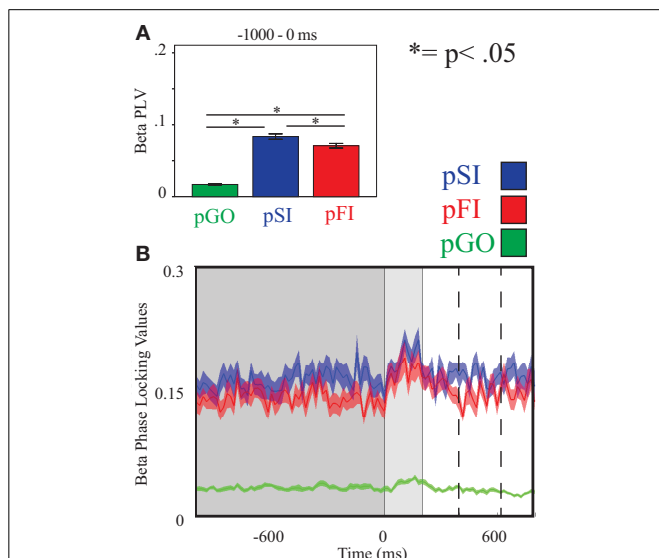 A
-1000 - 0 ms
*= p< .05
.2
.1
0
Beta PLV
*
* *
pGO pSI pFI
pSI
pFI
pGO
B
0.3
0.15
0
Beta Phase Locking Values
-600 0 600
Time (ms)